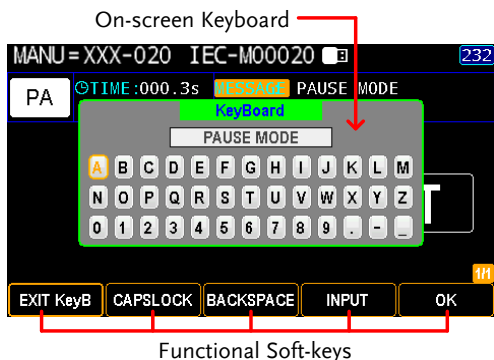 On-screen Keyboard
MANU=XXX-020 IEC-M00020 232
PA TIME:000.3s MESSAGE PAUSE MODE
KeyBoard
PAUSE MODE
A B C D E F G H I J K L M
N O P Q R S T U V W X Y Z
0 1 2 3 4 5 6 7 8 9 . - _
T
1/1
EXIT KeyB CAPSLOCK BACKSPACE INPUT OK
Functional Soft-keys